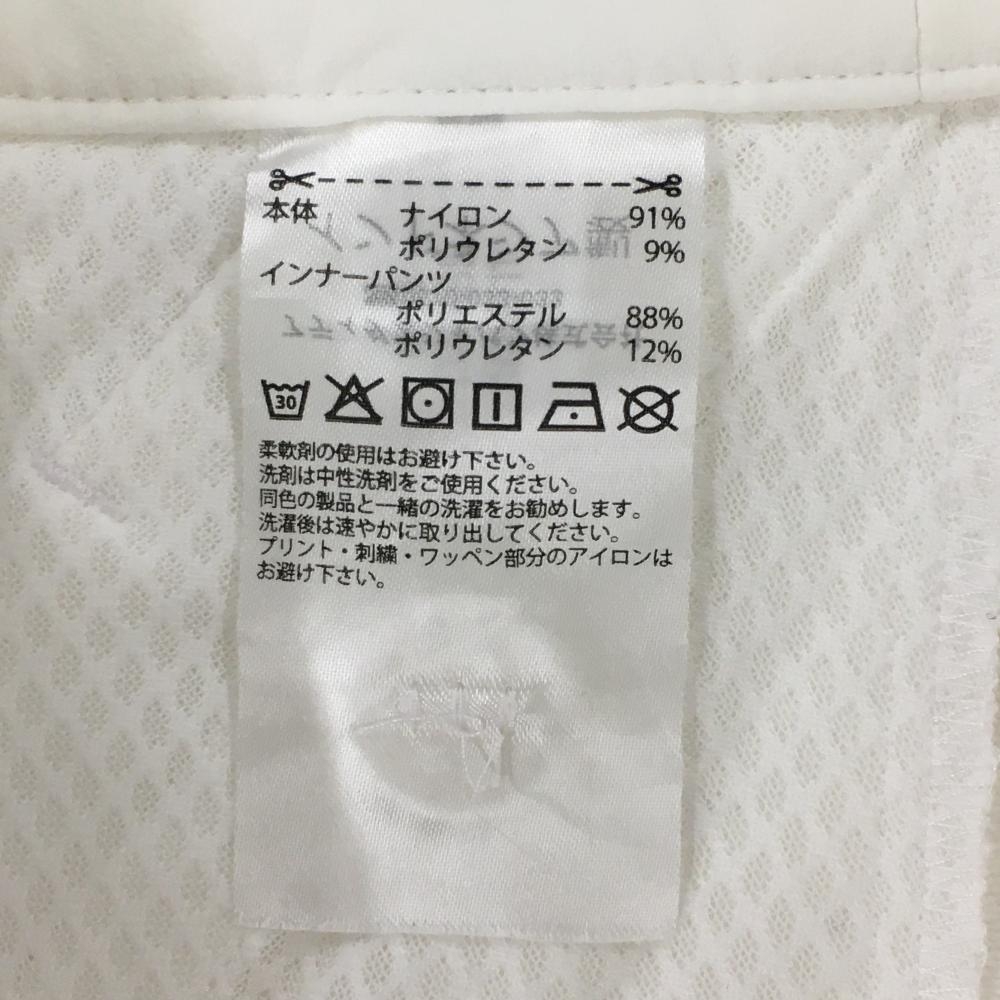 本体 ナイロン 91%
ポリウレタン 9%
インナーパンツ
ポリエステル 88%
ポリウレタン 12%
30
柔軟剤の使用はお避け下さい。
洗剤は中性洗剤をご使用ください。
同色の製品と一緒の洗濯をお勧めします。
洗濯後は速やかに取り出してください。
プリント・刺繍・ワッペン部分のアイロンは
お避け下さい。